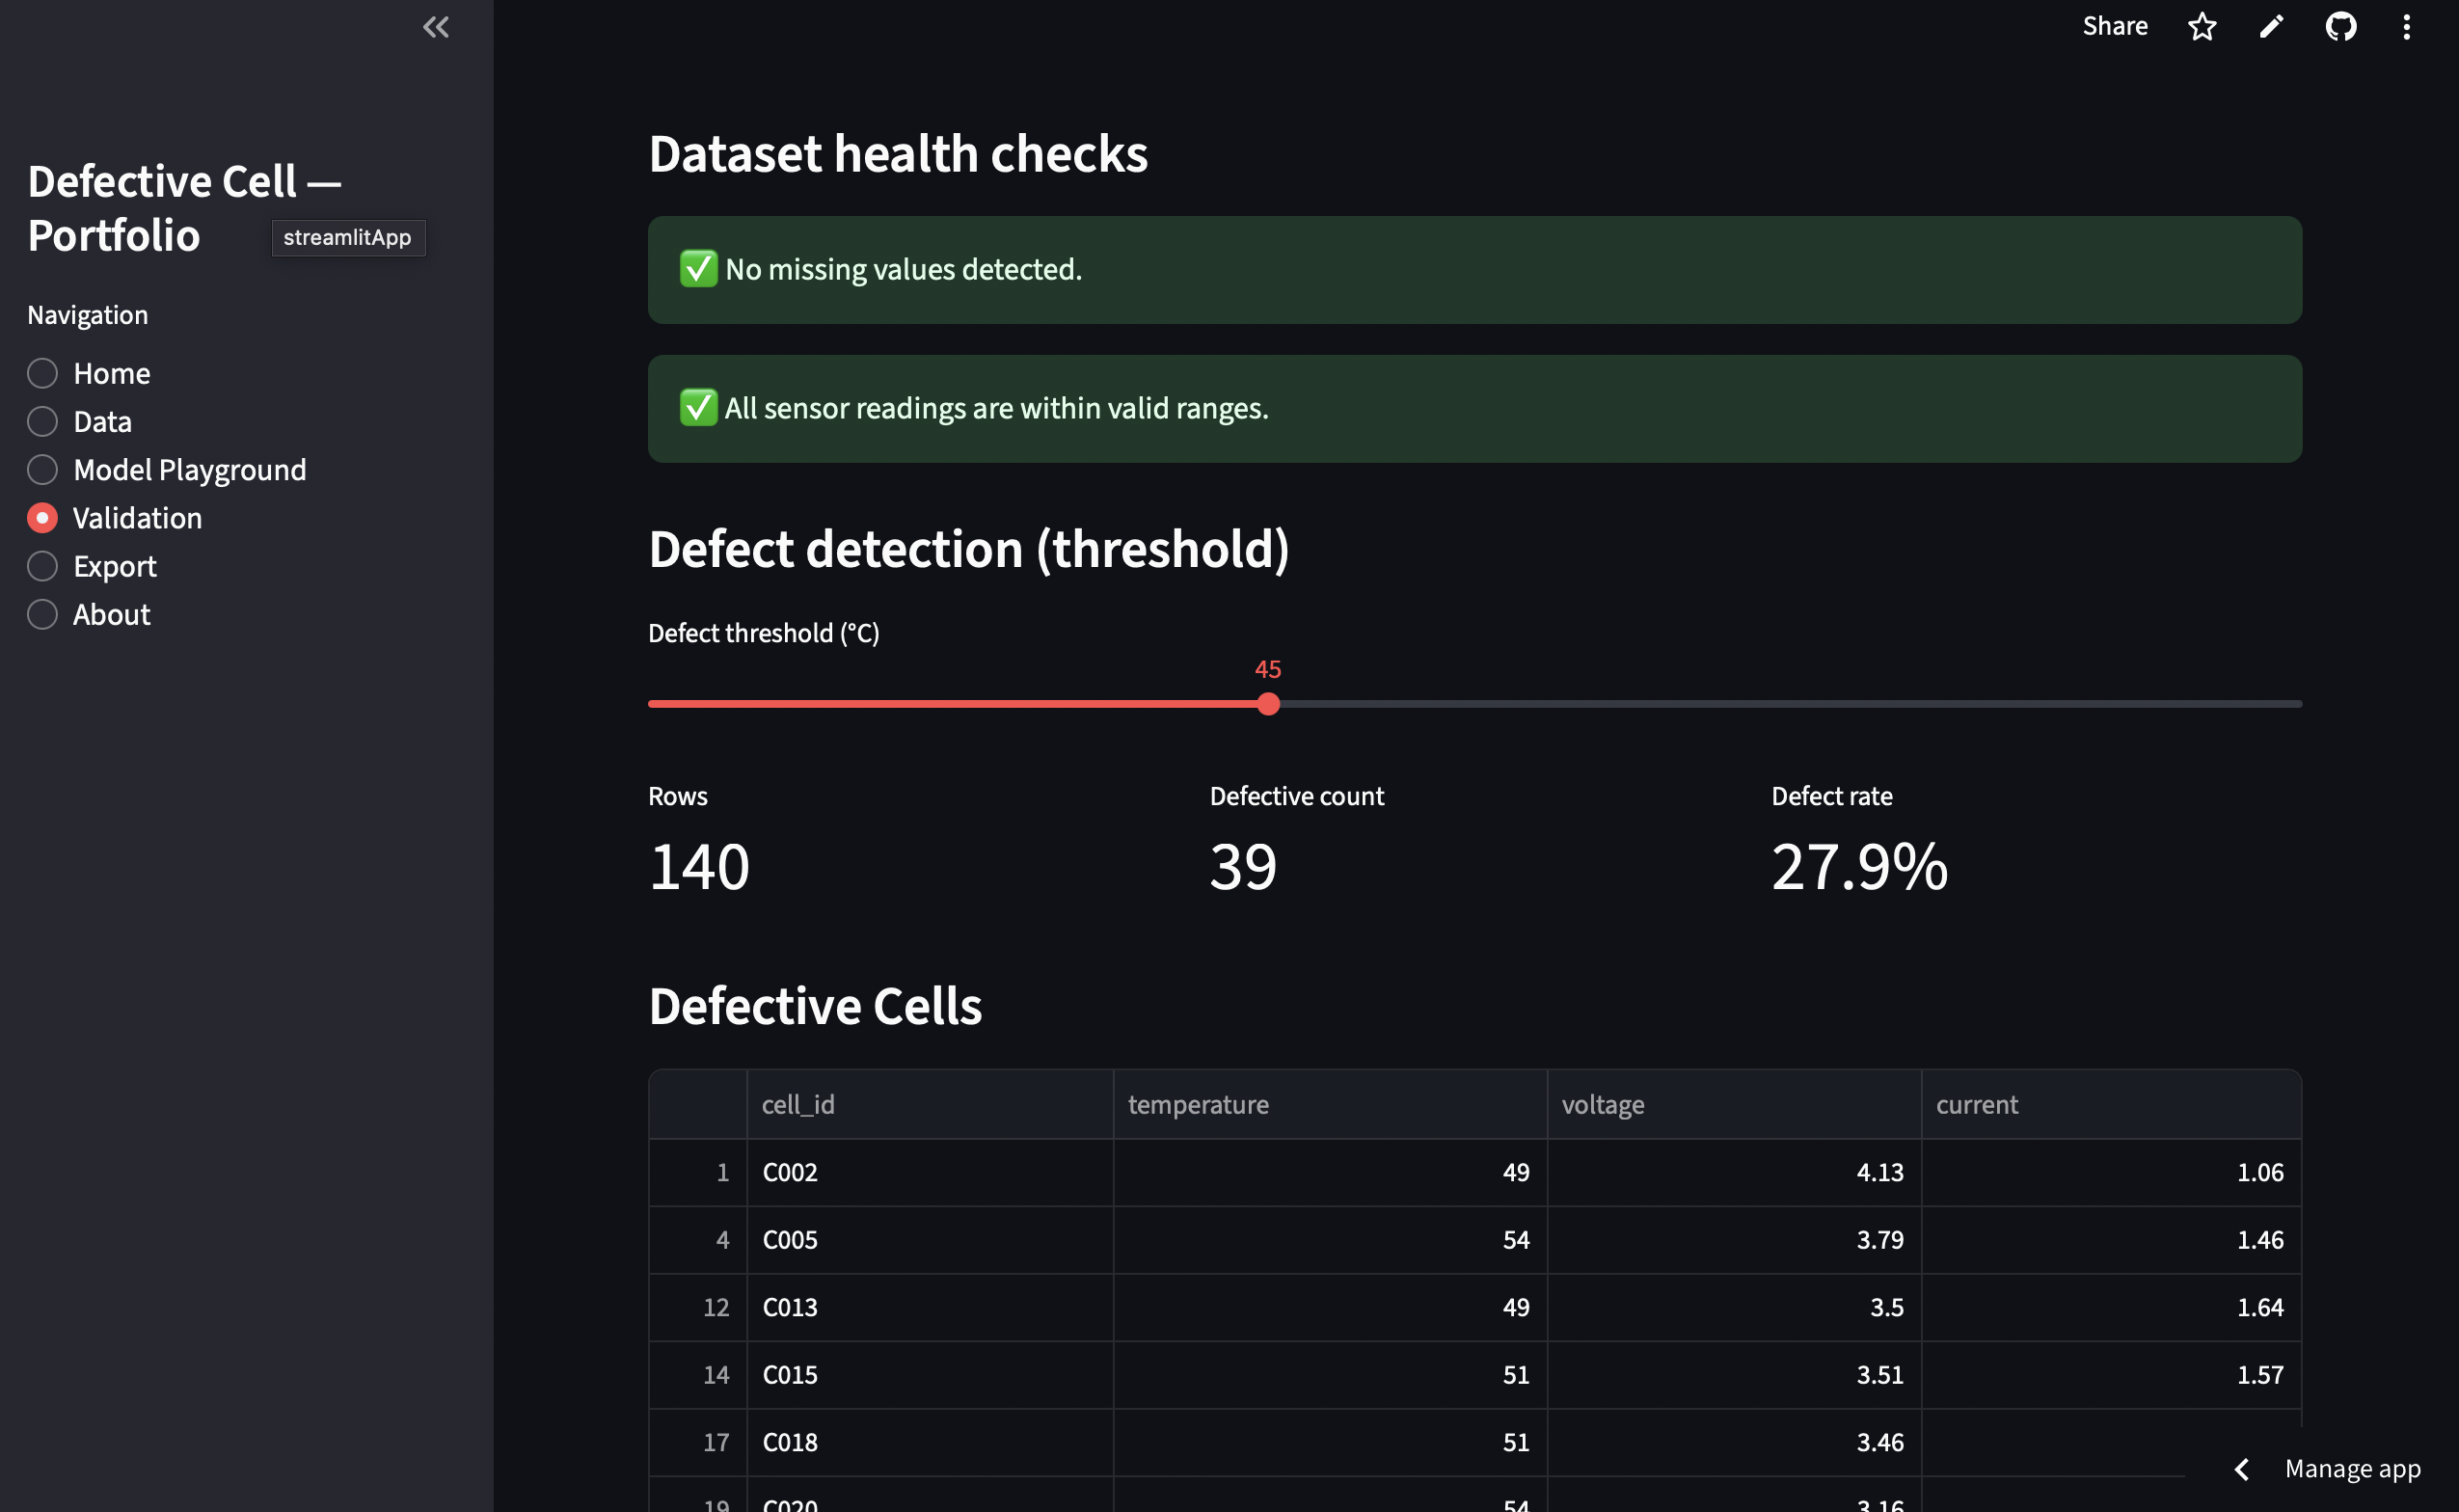 Share
Defective Cell —
Portfolio
streamlitApp
Navigation
Home
Data
Model Playground
Validation
Export
About
Dataset health checks
✅ No missing values detected.
✅ All sensor readings are within valid ranges.
Defect detection (threshold)
Defect threshold (°C)
45
Rows Defective count Defect rate
140 39 27.9%
Defective Cells
cell_id temperature voltage current
1 C002 49 4.13 1.06
4 C005 54 3.79 1.46
12 C013 49 3.5 1.64
14 C015 51 3.51 1.57
17 C018 51 3.46
19 C020 54 3.16
Manage app